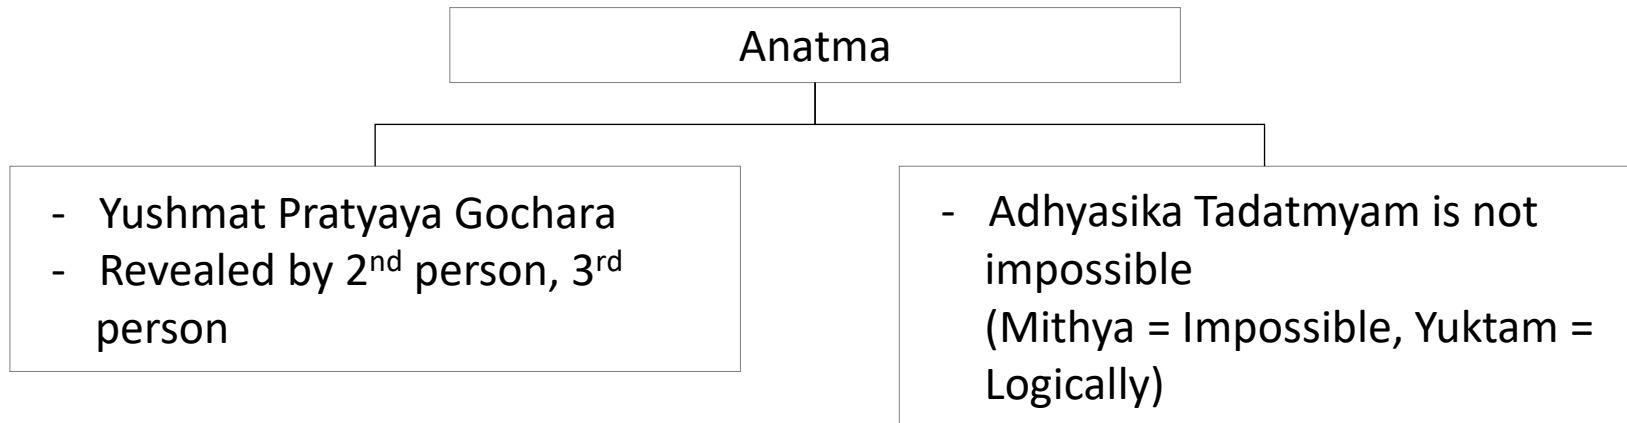 Anatma
- Yushmat Pratyaya Gochara
- Revealed by 2nd person, 3rd
person
- Adhyasika Tadatmyam is not
impossible
(Mithya = Impossible, Yuktam =
Logically)